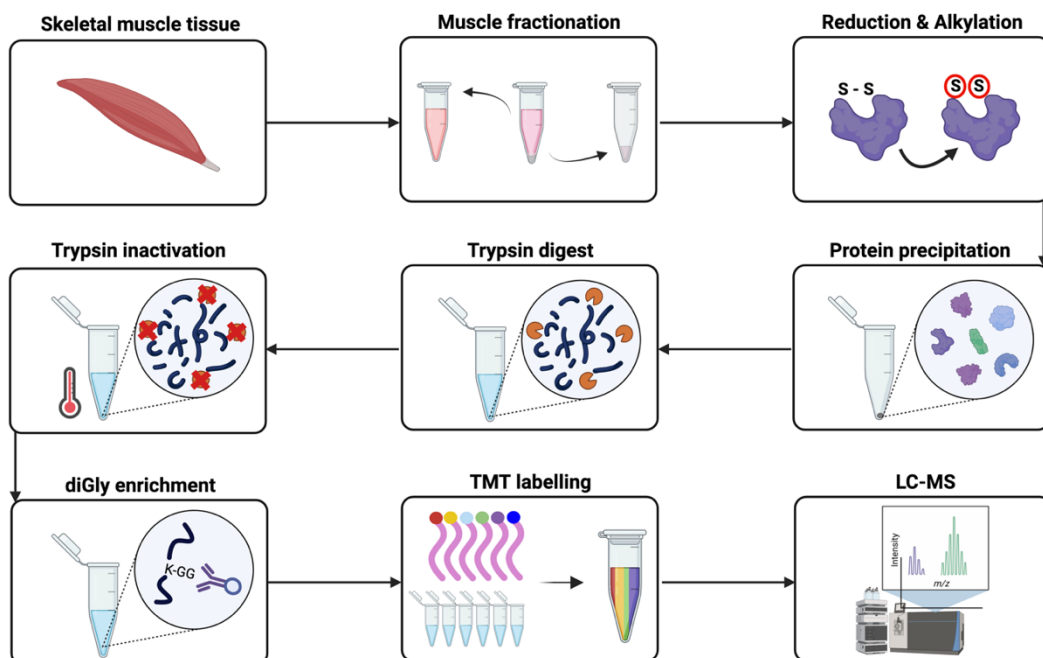 Skeletal muscle tissue
Muscle fractionation
Reduction & Alkylation
S - S
S S
Trypsin inactivation
Trypsin digest
Protein precipitation
diGly enrichment
K-GG
TMT labelling
LC-MS
Intensity
m/z